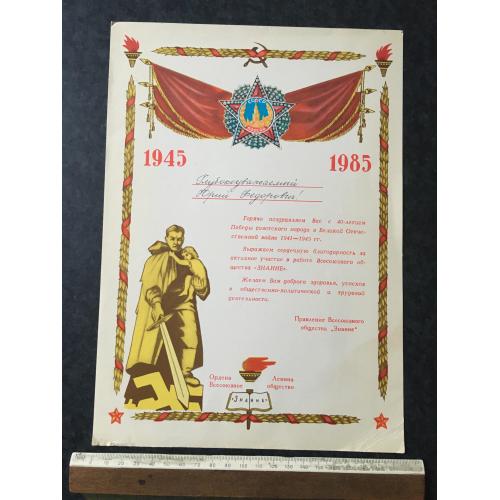 1945 1985
Глубокоуважаемый
Юрий Федорович!
Горячо поздравляем Вас с 40-летием
Победы советского народа в Великой Отече-
ственной войне 1941—1945 гг.
Выражаем сердечную благодарность за
активное участие в работе Всесоюзного об-
щества «ЗНАНИЕ».
Желаем Вам доброго здоровья, успехов
в общественно-политической и трудовой
деятельности.
Правление Всесоюзного
общества „Знание"
Ордена Ленина
Всесоюзное общество
"Знание"